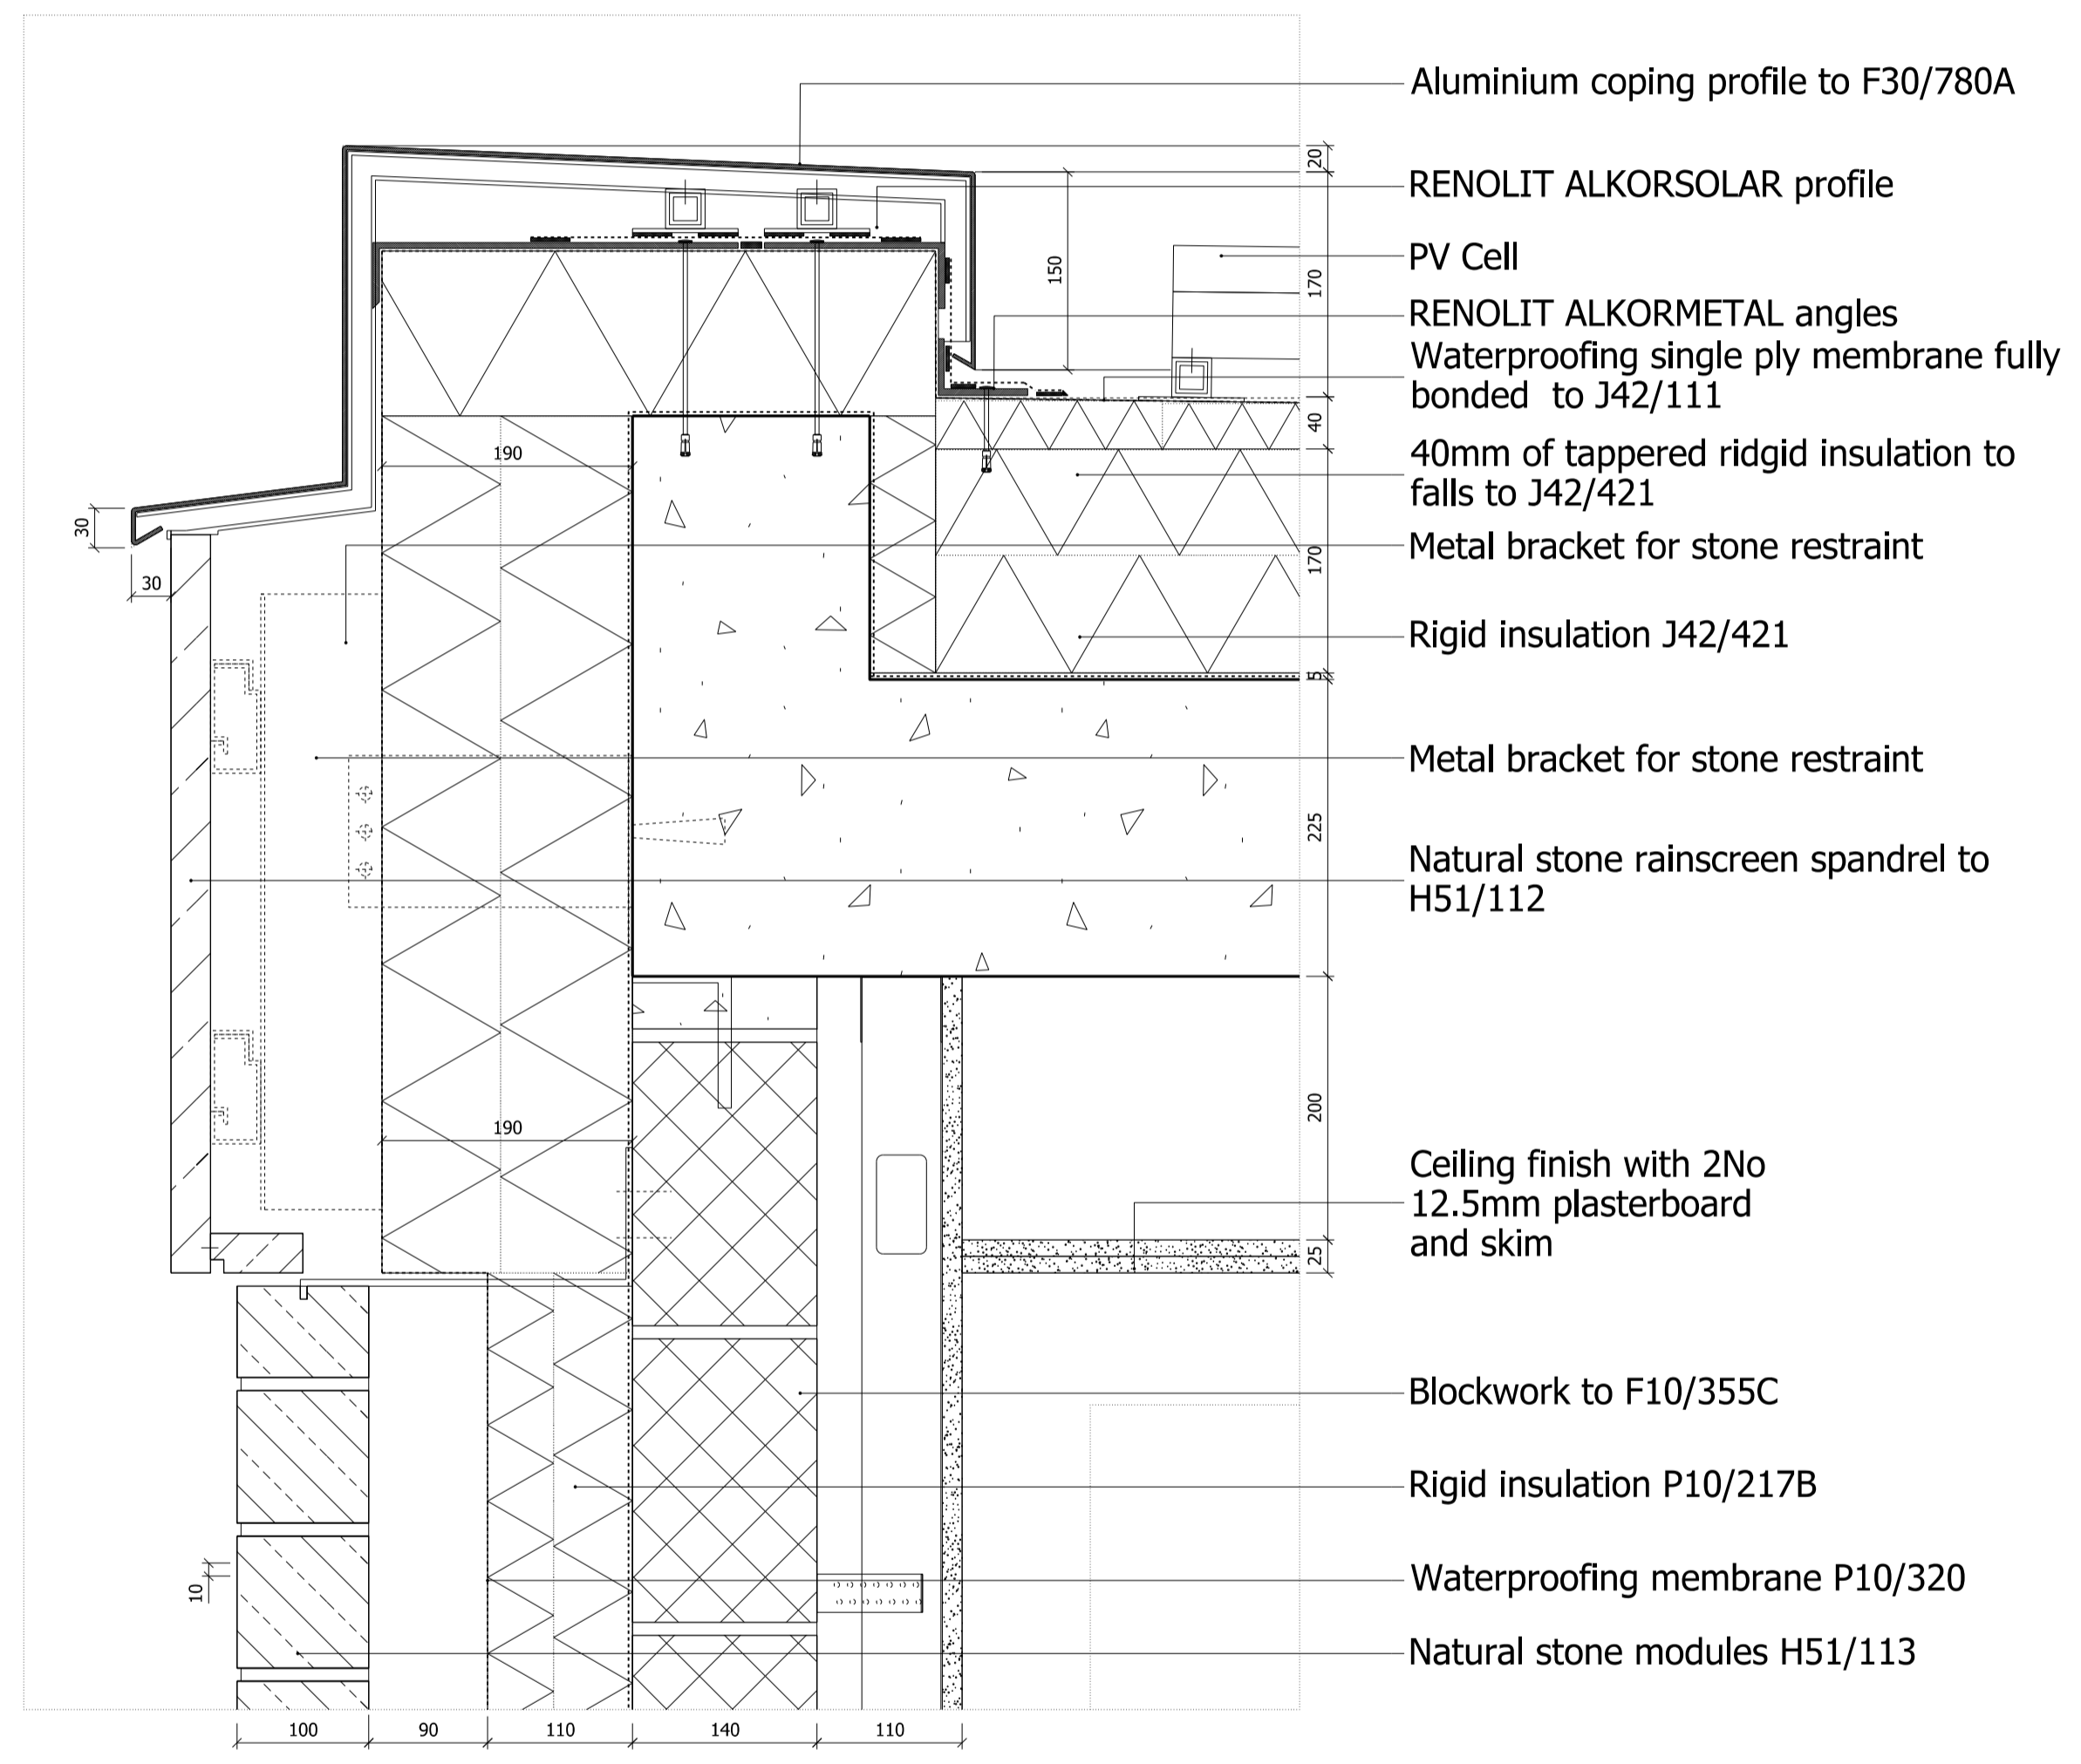 Aluminium coping profile to F30/780A
RENOLIT ALKORSOLAR profile
PV Cell
RENOLIT ALKORMETAL angles
Waterproofing single ply membrane fully
bonded to J42/111
40mm of tappered ridgid insulation to
falls to J42/421
Metal bracket for stone restraint
Rigid insulation J42/421
Metal bracket for stone restraint
Natural stone rainscreen spandrel to
H51/112
Ceiling finish with 2No
12.5mm plasterboard
and skim
Blockwork to F10/355C
Rigid insulation P10/217B
Waterproofing membrane P10/320
Natural stone modules H51/113
20
170
40
170
5
225
200
25
150
190
30
30
190
10
100 90 110 140 110